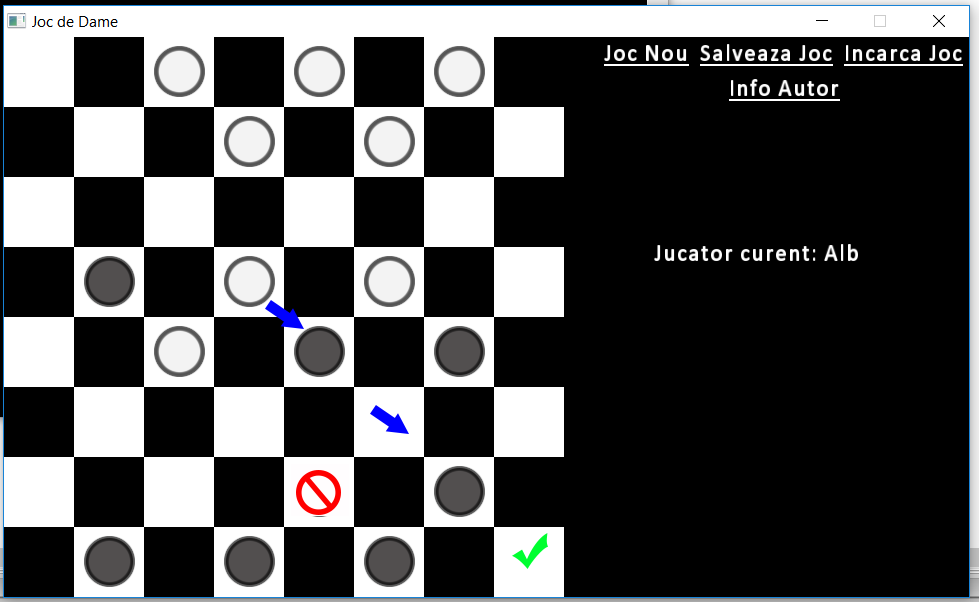 Joc de Dame
Joc Nou Salveaza Joc Incarca Joc
Info Autor
Jucator curent: Alb